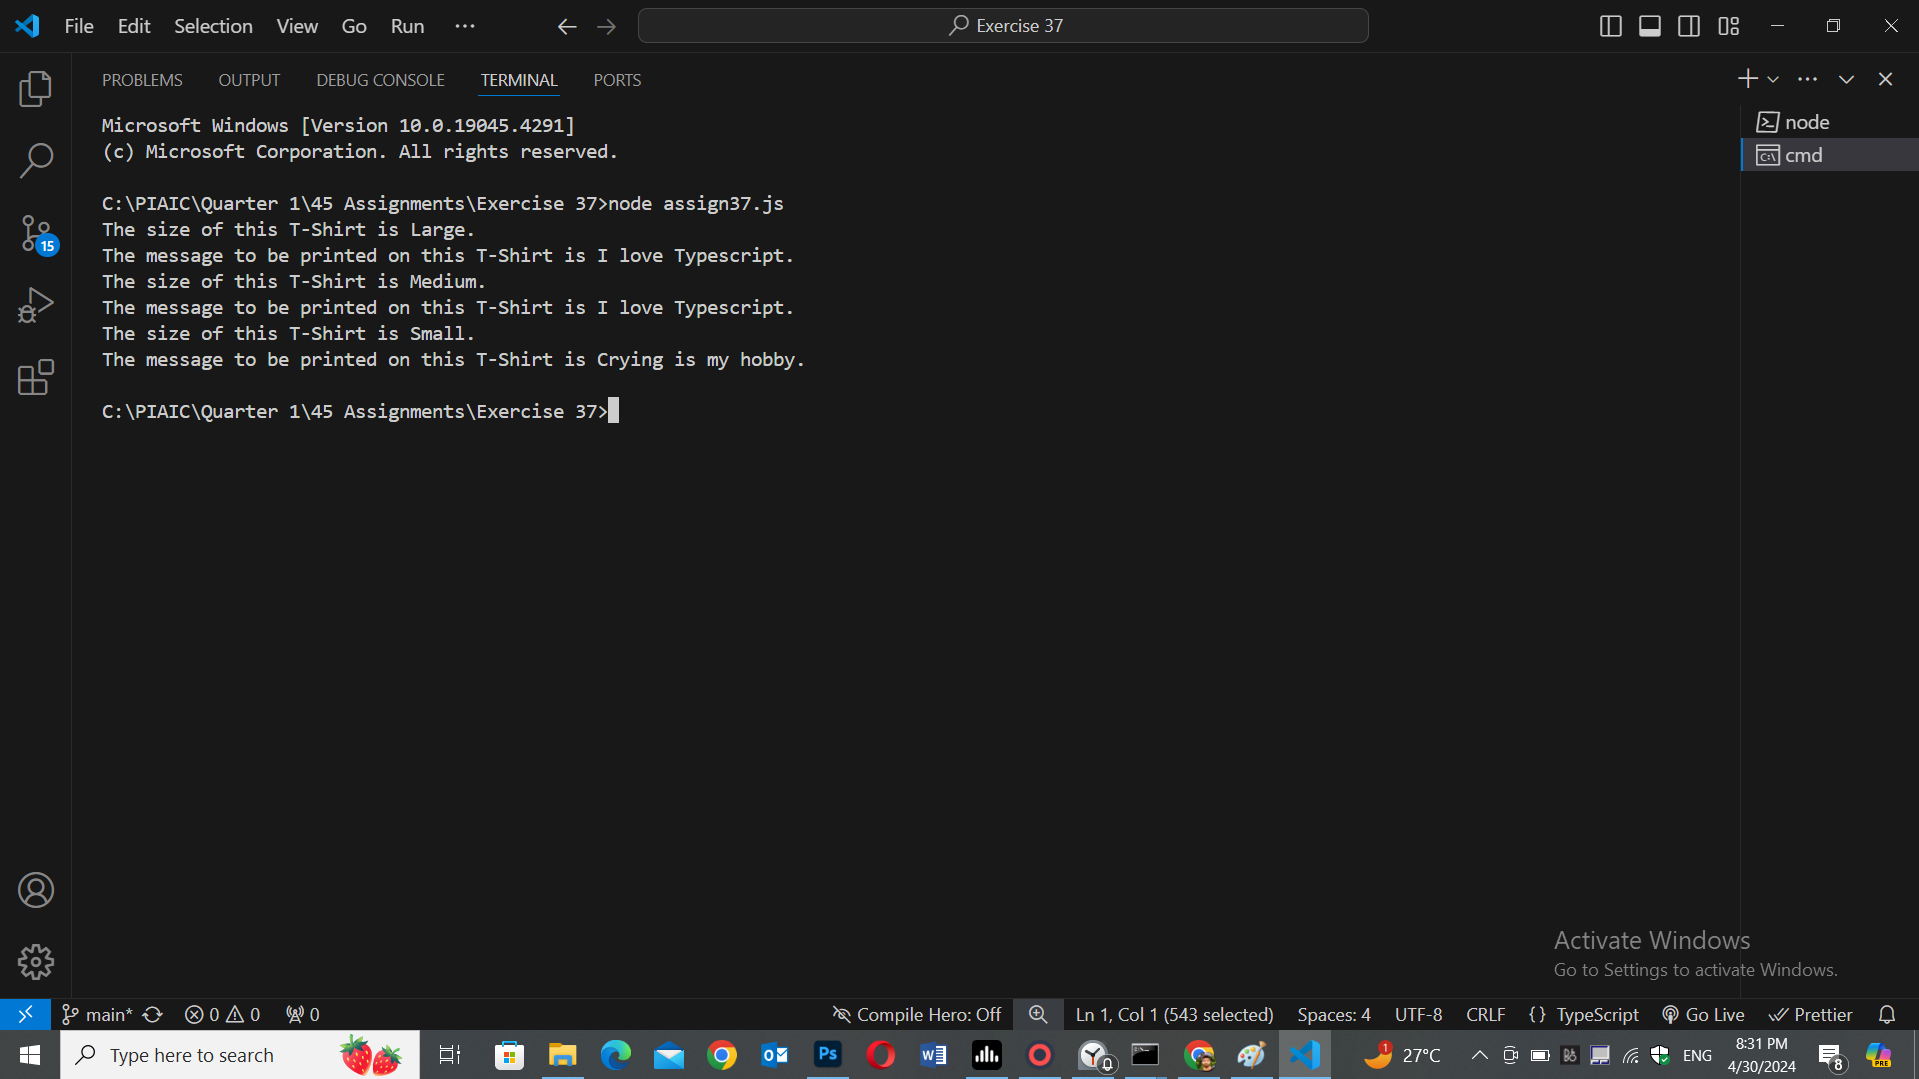 File Edit Selection View Go Run ···
Exercise 37
PROBLEMS OUTPUT DEBUG CONSOLE TERMINAL PORTS
Microsoft Windows [Version 10.0.19045.4291]
(c) Microsoft Corporation. All rights reserved.
C:\PIAIC\Quarter 1\45 Assignments\Exercise 37>node assign37.js
The size of this T-Shirt is Large.
The message to be printed on this T-Shirt is I love Typescript.
The size of this T-Shirt is Medium.
The message to be printed on this T-Shirt is I love Typescript.
The size of this T-Shirt is Small.
The message to be printed on this T-Shirt is Crying is my hobby.
C:\PIAIC\Quarter 1\45 Assignments\Exercise 37>
node
cmd
15
Activate Windows
Go to Settings to activate Windows.
main* 0 0 0 Compile Hero: Off Ln 1, Col 1 (543 selected) Spaces: 4 UTF-8 CRLF {} TypeScript Go Live Prettier
Type here to search Ps 1 27°C ENG 8:31 PM 8 PRE
4/30/2024